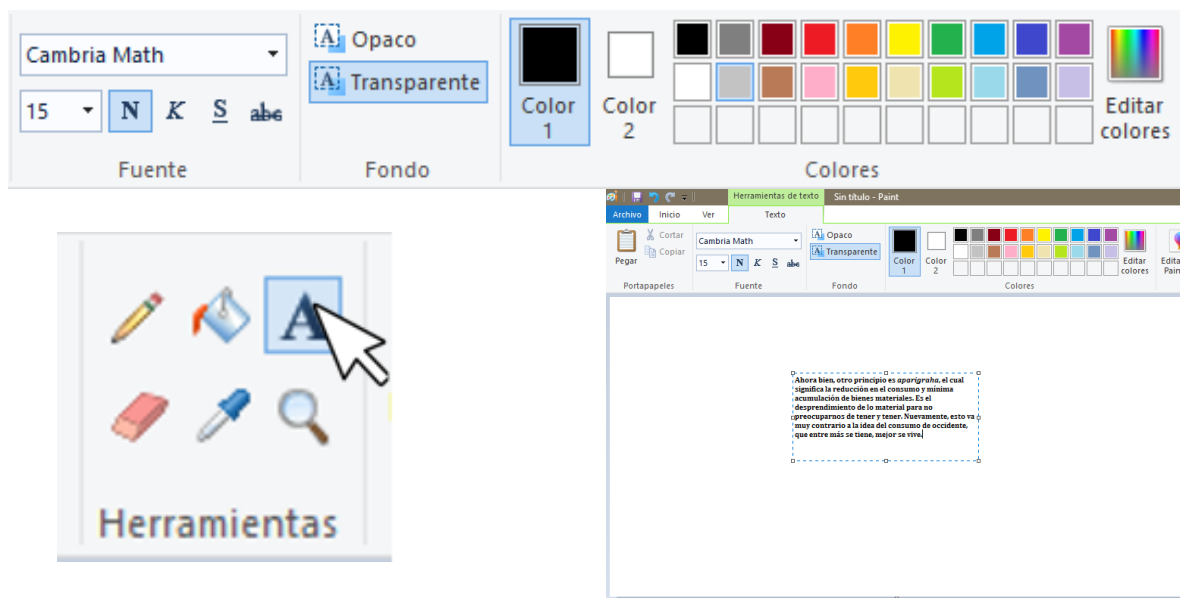 Cambria Math
Opaco
Transparente
15 N K S abc
Color 1
Color 2
Editar colores
Fuente
Fondo
Colores
A
Herramientas
Herramientas de texto
Sin título - Paint
Archivo Inicio Ver Texto
Pegar
Cortar
Copiar
Cambria Math
15 N K S abc
Opaco
Transparente
Color 1
Color 2
Editar colores
Portapapeles
Fuente
Fondo
Colores
Ahora bien, otro principio es aparigraha, el cual
significa la reducción en el consumo y mínima
acumulación de bienes materiales. Es el
desprendimiento de lo material para no
preocuparnos de tener y tener. Nuevamente, esto va
muy contrario a la idea del consumo de occidente,
que entre más se tiene, mejor se vive.